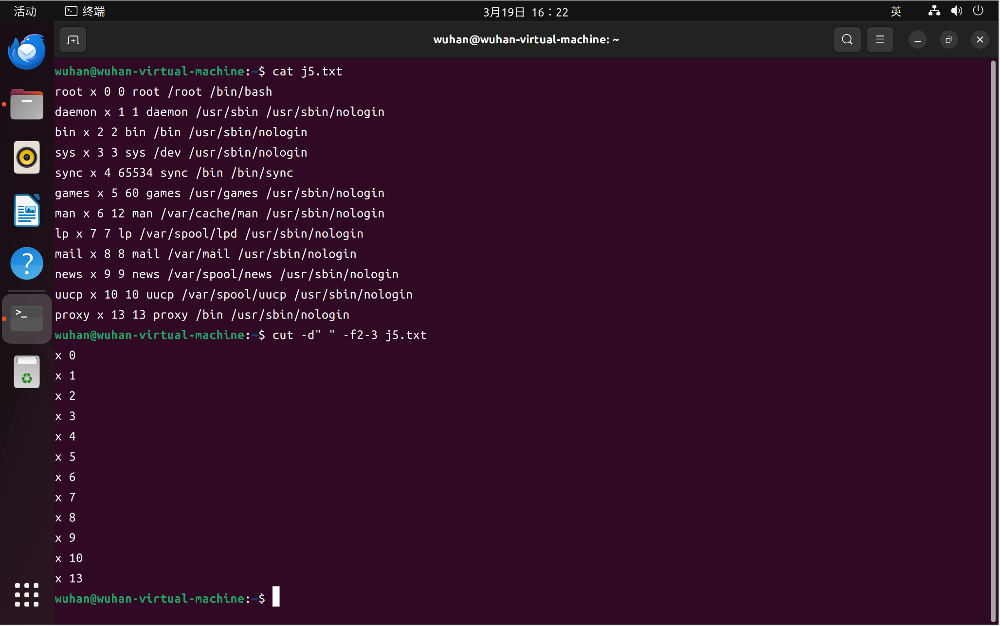 活动 终端 3月19日 16：22 英
wuhan@wuhan-virtual-machine: ~
wuhan@wuhan-virtual-machine:~$ cat j5.txt
root x 0 0 root /root /bin/bash
daemon x 1 1 daemon /usr/sbin /usr/sbin/nologin
bin x 2 2 bin /bin /usr/sbin/nologin
sys x 3 3 sys /dev /usr/sbin/nologin
sync x 4 65534 sync /bin /bin/sync
games x 5 60 games /usr/games /usr/sbin/nologin
man x 6 12 man /var/cache/man /usr/sbin/nologin
lp x 7 7 lp /var/spool/lpd /usr/sbin/nologin
mail x 8 8 mail /var/mail /usr/sbin/nologin
news x 9 9 news /var/spool/news /usr/sbin/nologin
uucp x 10 10 uucp /var/spool/uucp /usr/sbin/nologin
proxy x 13 13 proxy /bin /usr/sbin/nologin
wuhan@wuhan-virtual-machine:~$ cut -d" " -f2-3 j5.txt
x 0
x 1
x 2
x 3
x 4
x 5
x 6
x 7
x 8
x 9
x 10
x 13
wuhan@wuhan-virtual-machine:~$